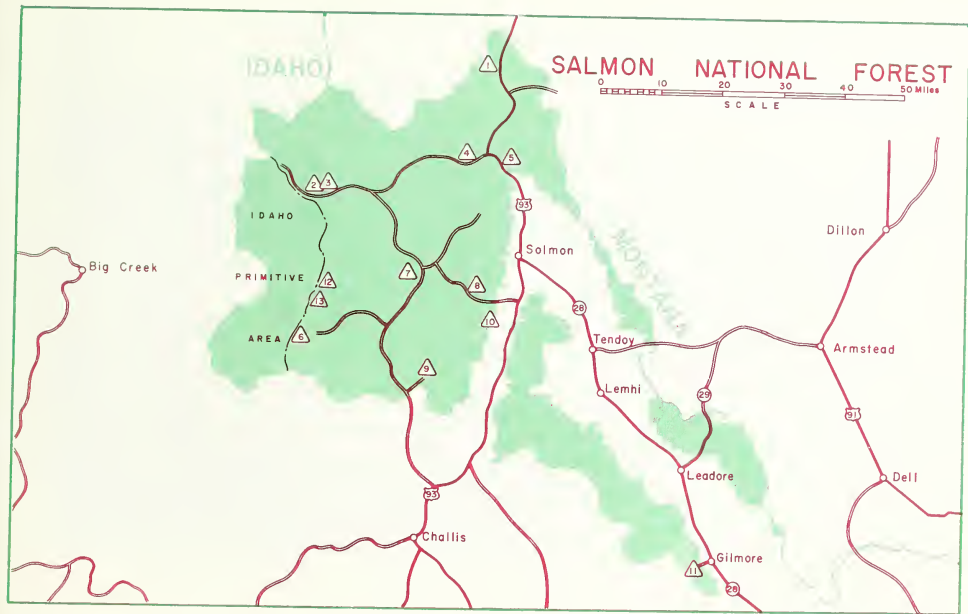 IDAHO
SALMON NATIONAL FOREST
0 10 20 30 40 50 Miles
SCALE
1
4
5
2 3
IDAHO
93
Dillon
MONTANA
Salmon
Big Creek
7
PRIMITIVE
12
8
13
28
10
AREA
6
Tendoy
Armstead
9
Lemhi
29
91
Leadore
Dell
93
Challis
Gilmore
11
28